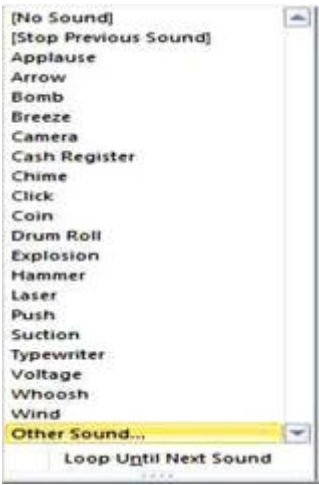 [No Sound]
[Stop Previous Sound]
Applause
Arrow
Bomb
Breeze
Camera
Cash Register
Chime
Click
Coin
Drum Roll
Explosion
Hammer
Laser
Push
Suction
Typewriter
Voltage
Whoosh
Wind
Other Sound...
Loop Until Next Sound